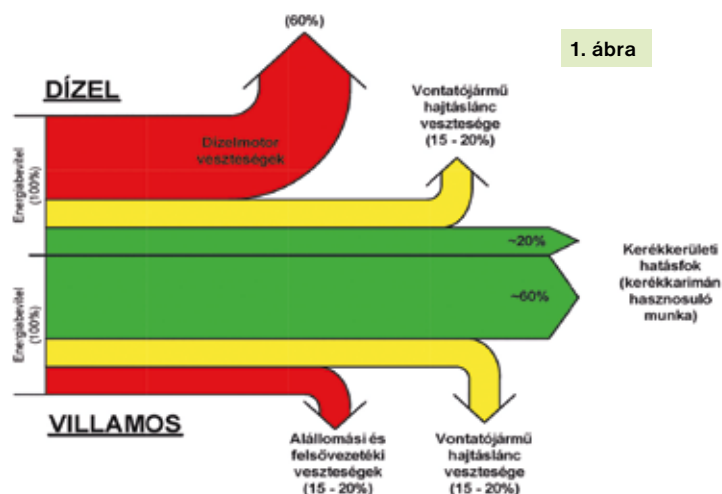 (60%)
1. ábra
DÍZEL
Vontatójármű
hajtáslánc
vesztesége
(15 - 20%)
Dízelmotor
veszteségek
Energiabevitel
(100%)
~20%
Kerékkerületi
hatásfok
(kerékkarimán
hasznosuló
munka)
~60%
Energiabevitel
(100%)
VILLAMOS
Alállomási és
felsővezetéki
veszteségek
(15 - 20%)
Vontatójármű
hajtáslánc
vesztesége
(15 - 20%)